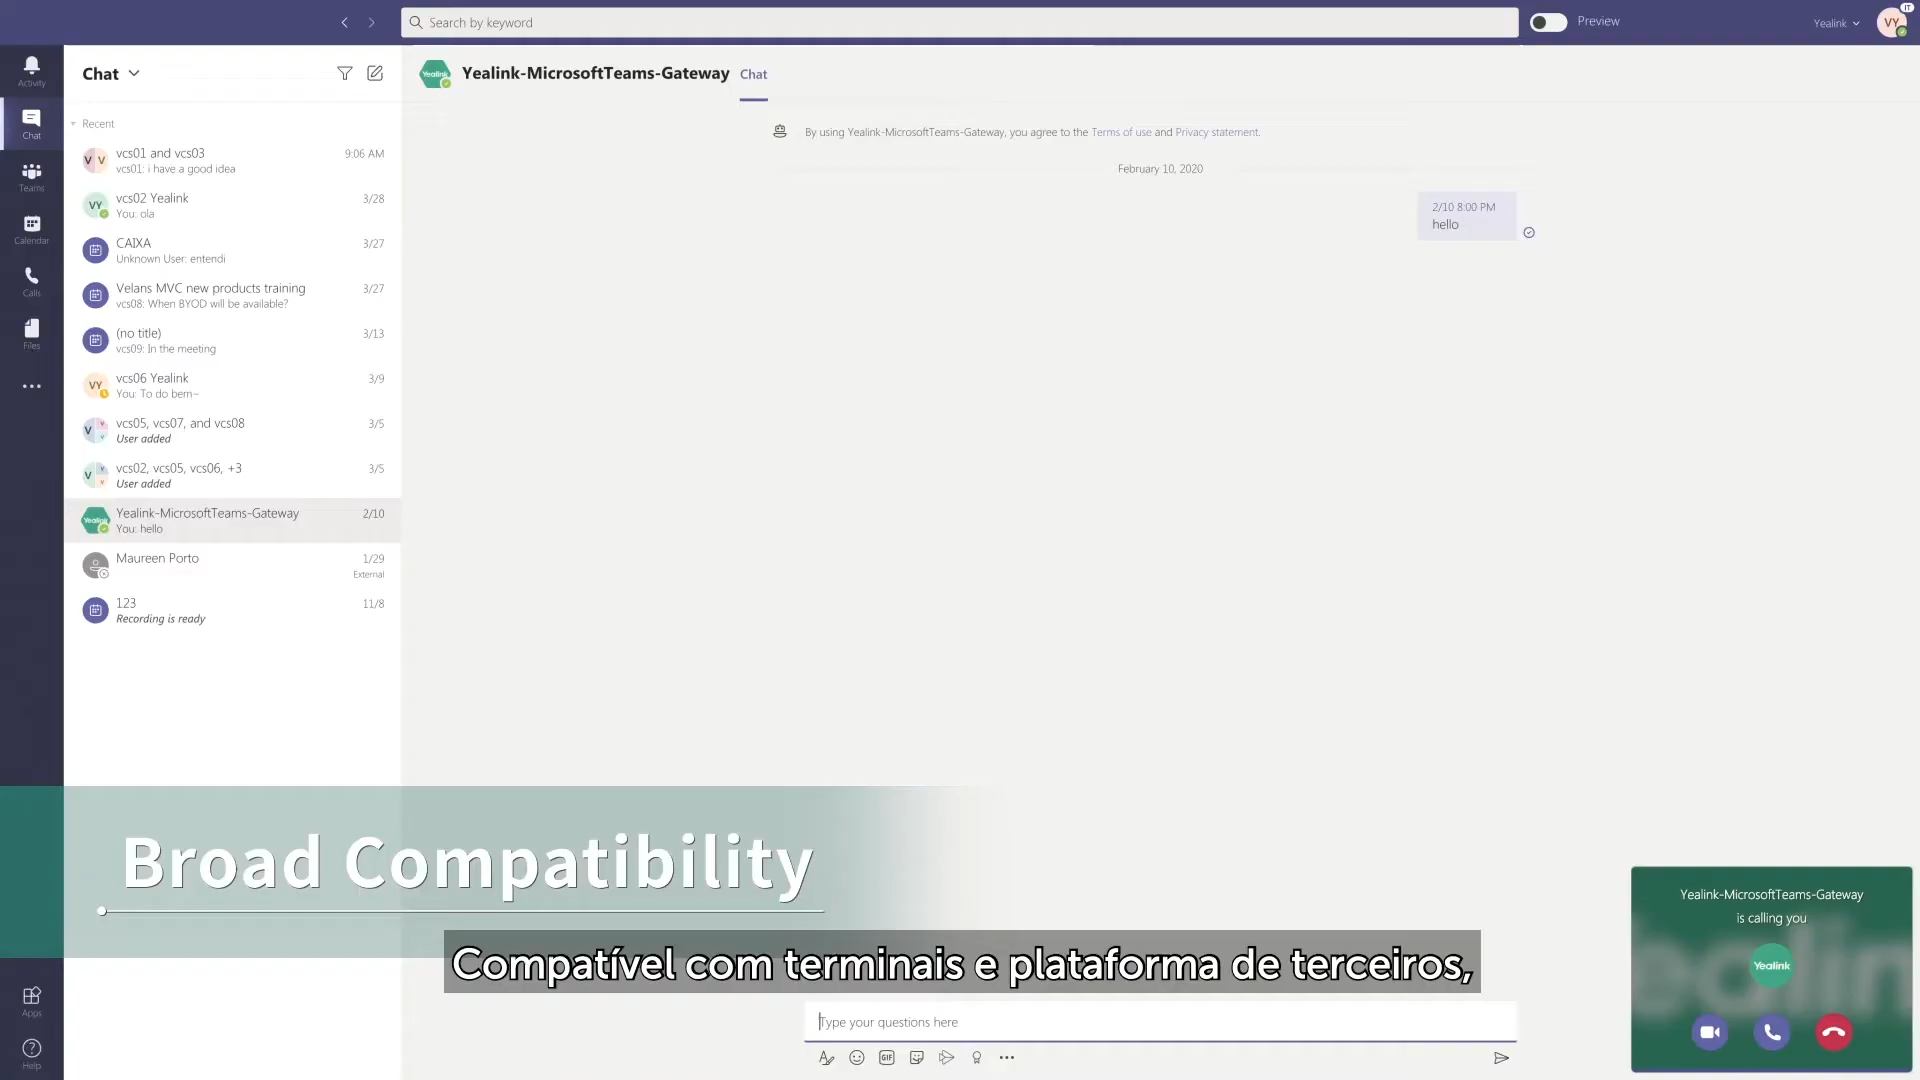 Search by keyword
Preview
Yealink
VY
IT
Activity
Chat
Teams
Calendar
Calls
Files
Apps
Help
Chat
Recent
V V
vcs01 and vcs03
9:06 AM
vcs01: i have a good idea
VY
vcs02 Yealink
3/28
You: ola
CAIXA
3/27
Unknown User: entendi
Velans MVC new products training
3/27
vcs08: When BYOD will be available?
(no title)
3/13
vcs09: In the meeting
VY
vcs06 Yealink
3/9
You: To do bem~
V
vcs05, vcs07, and vcs08
3/5
User added
V
vcs02, vcs05, vcs06, +3
3/5
User added
Yealink
Yealink-MicrosoftTeams-Gateway
2/10
You: hello
Maureen Porto
1/29
External
123
11/8
Recording is ready
Yealink
Yealink-MicrosoftTeams-Gateway
Chat
By using Yealink-MicrosoftTeams-Gateway, you agree to the Terms of use and Privacy statement.
February 10, 2020
2/10 8:00 PM
hello
Broad Compatibility
Compatível com terminais e plataforma de terceiros,
Type your questions here
GIF
Yealink-MicrosoftTeams-Gateway
is calling you
Yealink